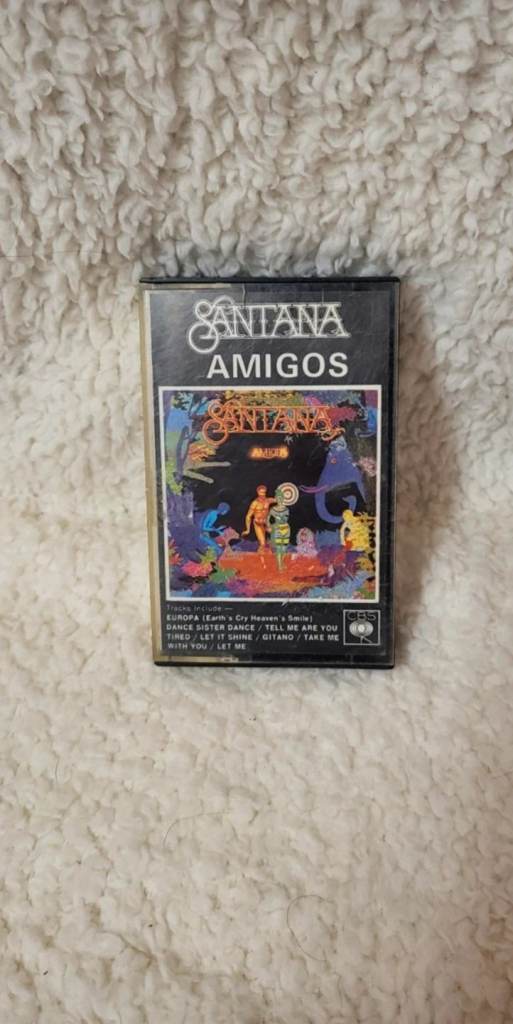 SANTANA
AMIGOS
SANTANA
AMIGOS
Tracks Include:—
EUROPA (Earth's Cry Heaven's Smile)
DANCE SISTER DANCE / TELL ME ARE YOU
TIRED / LET IT SHINE / GITANO / TAKE ME
WITH YOU / LET ME
CBS